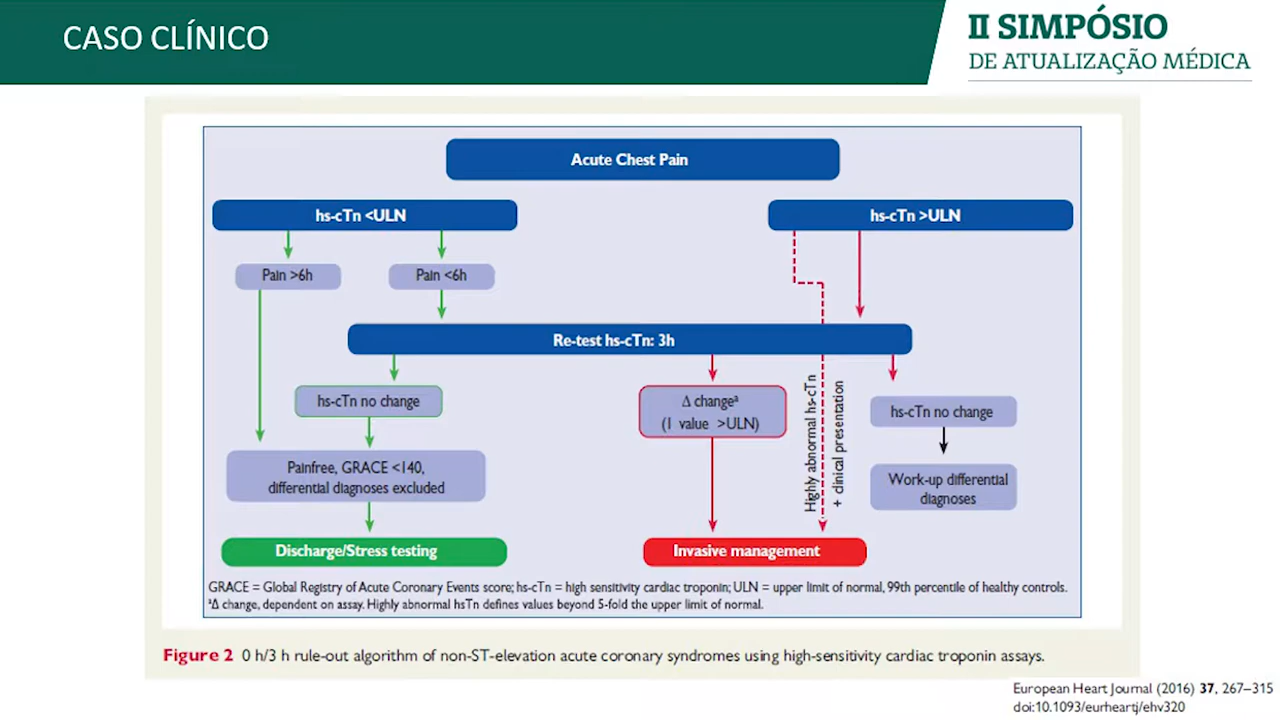 CASO CLÍNICO
II SIMPÓSIO
DE ATUALIZAÇÃO MÉDICA
Acute Chest Pain
hs-cTn <ULN
hs-cTn >ULN
Pain >6h
Pain <6h
Re-test hs-cTn: 3h
hs-cTn no change
Δ changeª
(1 value >ULN)
Highly abnormal hs-cTn
+ clinical presentation
hs-cTn no change
Painfree, GRACE <140,
differential diagnoses excluded
Work-up differential
diagnoses
Discharge/Stress testing
Invasive management
GRACE = Global Registry of Acute Coronary Events score; hs-cTn = high sensitivity cardiac troponin; ULN = upper limit of normal, 99th percentile of healthy controls.
ªΔ change, dependent on assay. Highly abnormal hsTn defines values beyond 5-fold the upper limit of normal.
Figure 2 0 h/3 h rule-out algorithm of non-ST-elevation acute coronary syndromes using high-sensitivity cardiac troponin assays.
European Heart Journal (2016) 37, 267–315
doi:10.1093/eurheartj/ehv320